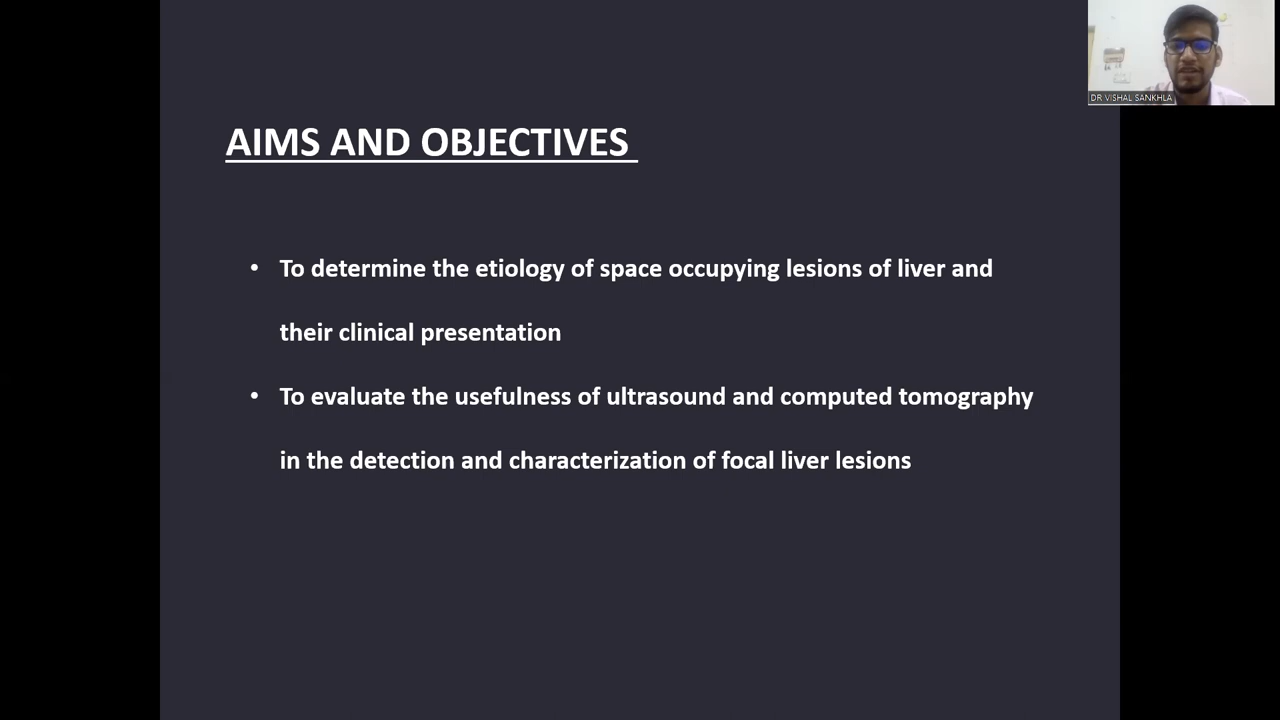 DR VISHAL SANKHLA
AIMS AND OBJECTIVES
• To determine the etiology of space occupying lesions of liver and
their clinical presentation
• To evaluate the usefulness of ultrasound and computed tomography
in the detection and characterization of focal liver lesions